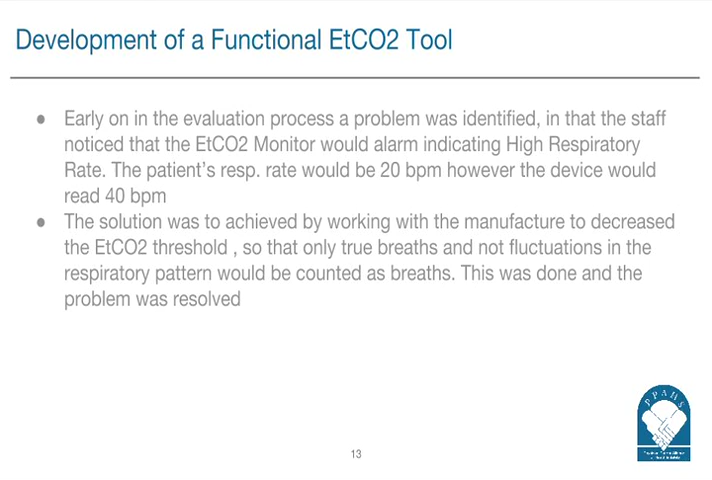 Development of a Functional EtCO2 Tool
● Early on in the evaluation process a problem was identified, in that the staff
noticed that the EtCO2 Monitor would alarm indicating High Respiratory
Rate. The patient's resp. rate would be 20 bpm however the device would
read 40 bpm
● The solution was to achieved by working with the manufacture to decreased
the EtCO2 threshold , so that only true breaths and not fluctuations in the
respiratory pattern would be counted as breaths. This was done and the
problem was resolved
PPAHS
13